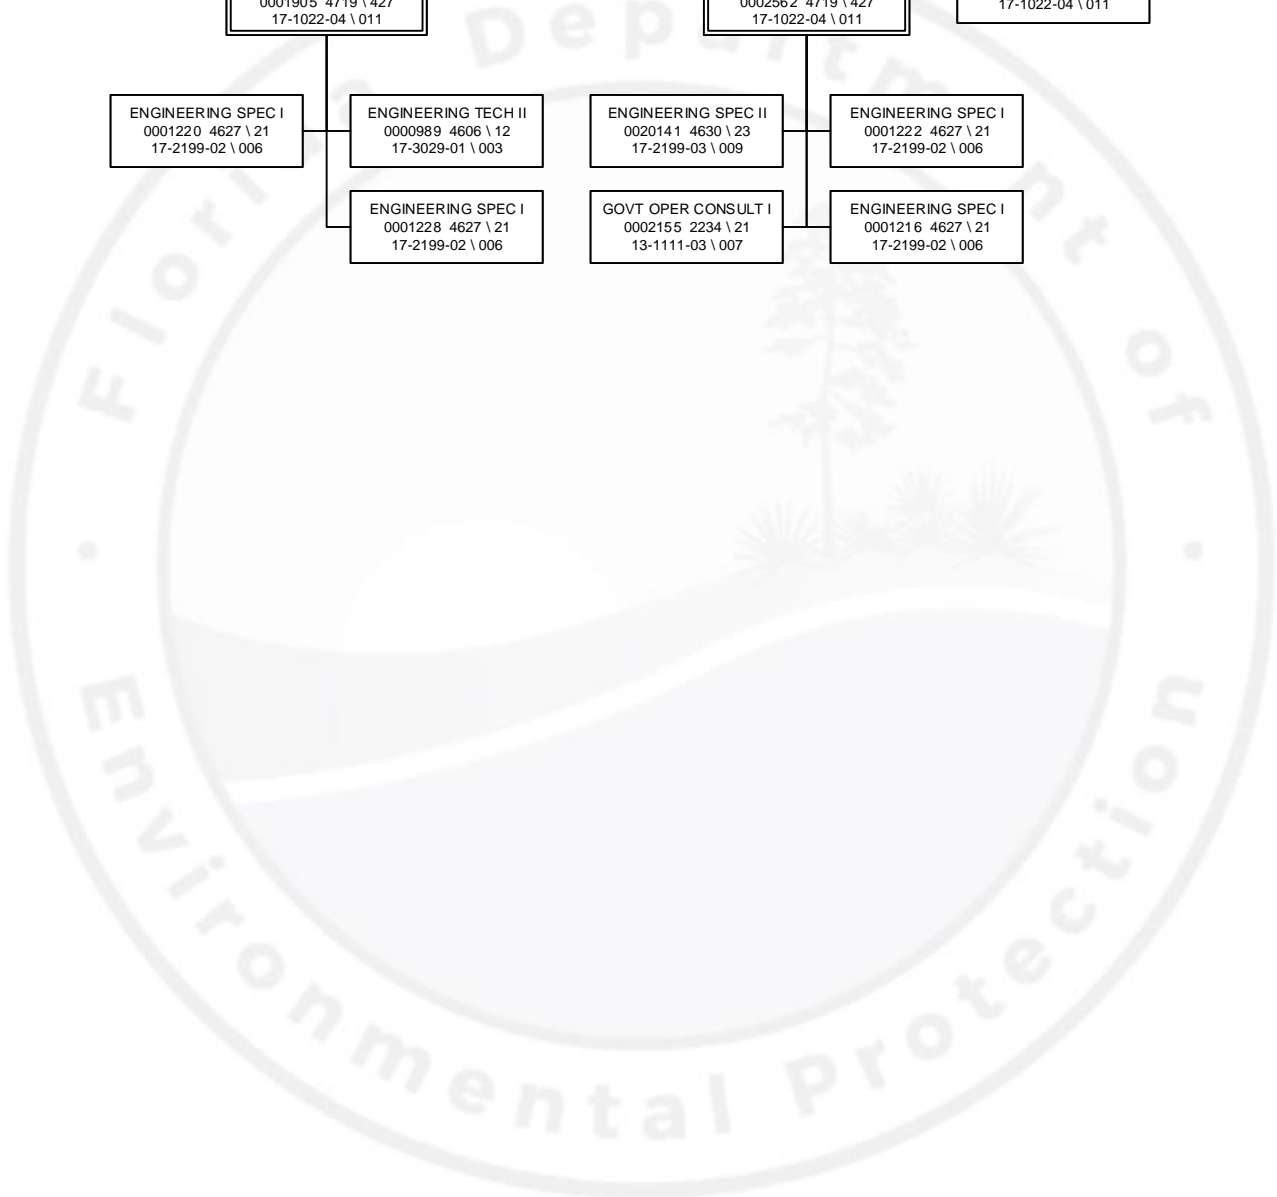 0001905 4719 \ 427
17-1022-04 \ 011
0002562 4719 \ 427
17-1022-04 \ 011
17-1022-04 \ 011
ENGINEERING SPEC I
0001220 4627 \ 21
17-2199-02 \ 006
ENGINEERING TECH II
0000989 4606 \ 12
17-3029-01 \ 003
ENGINEERING SPEC II
0020141 4630 \ 23
17-2199-03 \ 009
ENGINEERING SPEC I
0001222 4627 \ 21
17-2199-02 \ 006
ENGINEERING SPEC I
0001228 4627 \ 21
17-2199-02 \ 006
GOVT OPER CONSULT I
0002155 2234 \ 21
13-1111-03 \ 007
ENGINEERING SPEC I
0001216 4627 \ 21
17-2199-02 \ 006
Florida Department of
Environmental Protection